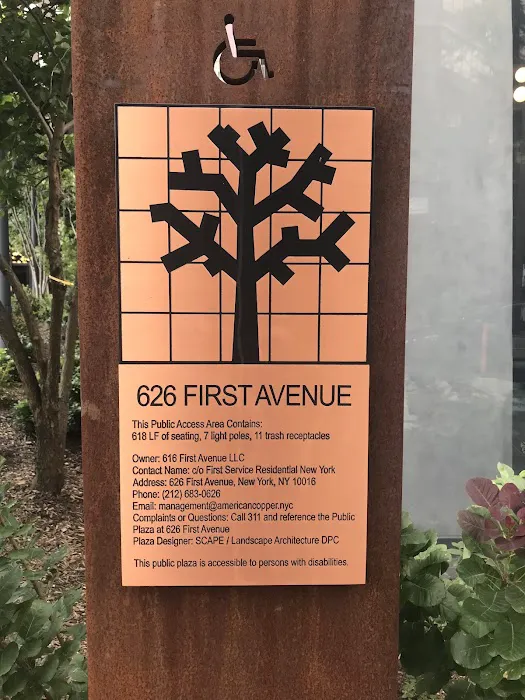 626 FIRST AVENUE
This Public Access Area Contains:
618 LF of seating, 7 light poles, 11 trash receptacles
Owner: 616 First Avenue LLC
Contact Name: c/o First Service Residential New York
Address: 626 First Avenue, New York, NY 10016
Phone: (212) 683-0626
Email: management@americancopper.nyc
Complaints or Questions: Call 311 and reference the Public
Plaza at 626 First Avenue
Plaza Designer: SCAPE / Landscape Architecture DPC
This public plaza is accessible to persons with disabilities.